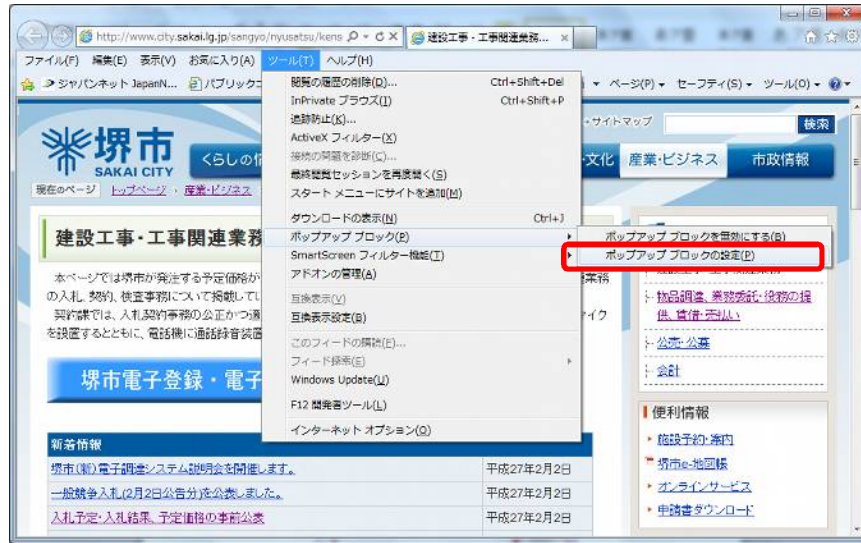 http://www.city.sakai.lg.jp/sangyo/nyusatsu/kens
建設工事・工事関連業務...
ファイル(F) 編集(E) 表示(V) お気に入り(A) ツール(T) ヘルプ(H)
ジャパンネット JapanN... パブリック
ページ(P) セーフティ(S) ツール(O)
閲覧の履歴の削除(D)... Ctrl+Shift+Del
InPrivate ブラウズ(I) Ctrl+Shift+P
追跡防止(K)...
ActiveX フィルター(X)
接続の問題を診断(C)...
最終閲覧セッションを再度開く(S)
スタート メニューにサイトを追加(M)
ダウンロードの表示(N) Ctrl+J
ポップアップ ブロック(P)
SmartScreen フィルター機能(T)
アドオンの管理(A)
互換表示(V)
互換表示設定(B)
このフィードの購読(F)...
フィード探索(E)
Windows Update(U)
F12 開発者ツール(L)
インターネット オプション(O)
ポップアップ ブロックを無効にする(B)
ポップアップ ブロックの設定(P)
サイトマップ 検索
堺市
SAKAI CITY
くらしの情
文化 産業・ビジネス 市政情報
現在のページ トップページ 産業・ビジネス
建設工事・工事関連業務
本ページでは堺市が発注する予定価格が
業務
の入札、契約、検査事務について掲載してい
契約課では、入札契約事務の公正かつ適
イク
を設置するとともに、電話機に通話録音装置
堺市電子登録・電子
物品調達、業務委託・役務の提
供、賃借・売払い
公売・公募
会計
便利情報
施設予約・案内
堺市e-地図帳
オンラインサービス
申請書ダウンロード
新着情報
堺市(新)電子調達システム説明会を開催します。 平成27年2月2日
一般競争入札(2月2日公告分)を公表しました。 平成27年2月2日
入札予定・入札結果、予定価格の事前公表 平成27年2月2日